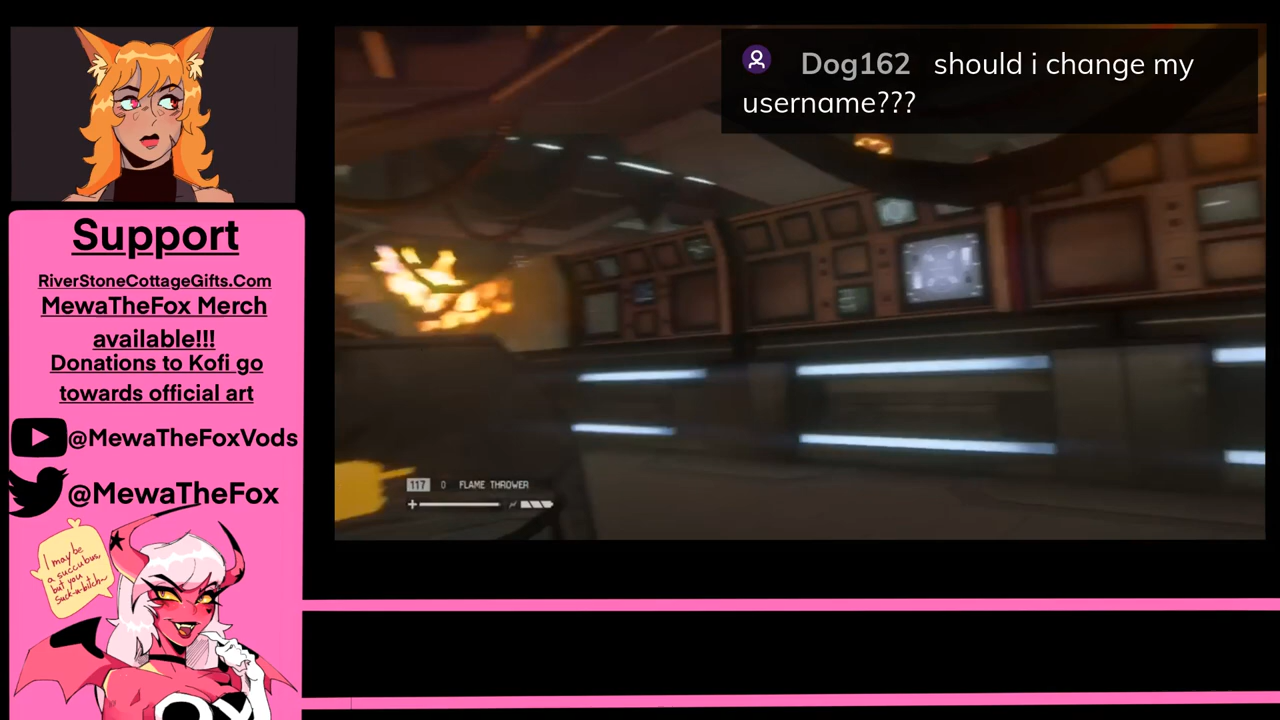 Dog162 should i change my
username???
Support
RiverStoneCottageGifts.Com
MewaTheFox Merch
available!!!
Donations to Kofi go
towards official art
@MewaTheFoxVods
@MewaTheFox
I may be
a succubus,
but you
suck-a-bitch~
117 0 FLAME THROWER